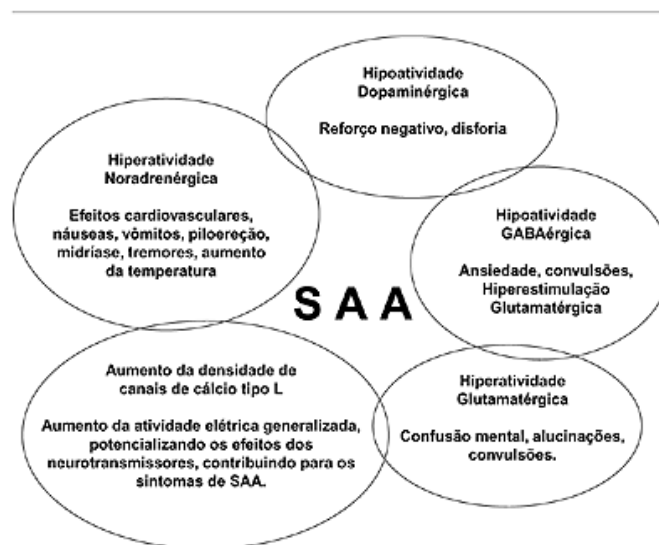 Hipoatividade
Dopaminérgica
Reforço negativo, disforia
Hiperatividade
Noradrenérgica
Efeitos cardiovasculares,
náuseas, vômitos, piloereção,
midríase, tremores, aumento
da temperatura
Hipoatividade
GABAérgica
Ansiedade, convulsões,
Hiperestimulação
Glutamatérgica
S A A
Aumento da densidade de
canais de cálcio tipo L
Aumento da atividade elétrica generalizada,
potencializando os efeitos dos
neurotransmissores, contribuindo para os
sintomas de SAA.
Hiperatividade
Glutamatérgica
Confusão mental, alucinações,
convulsões.